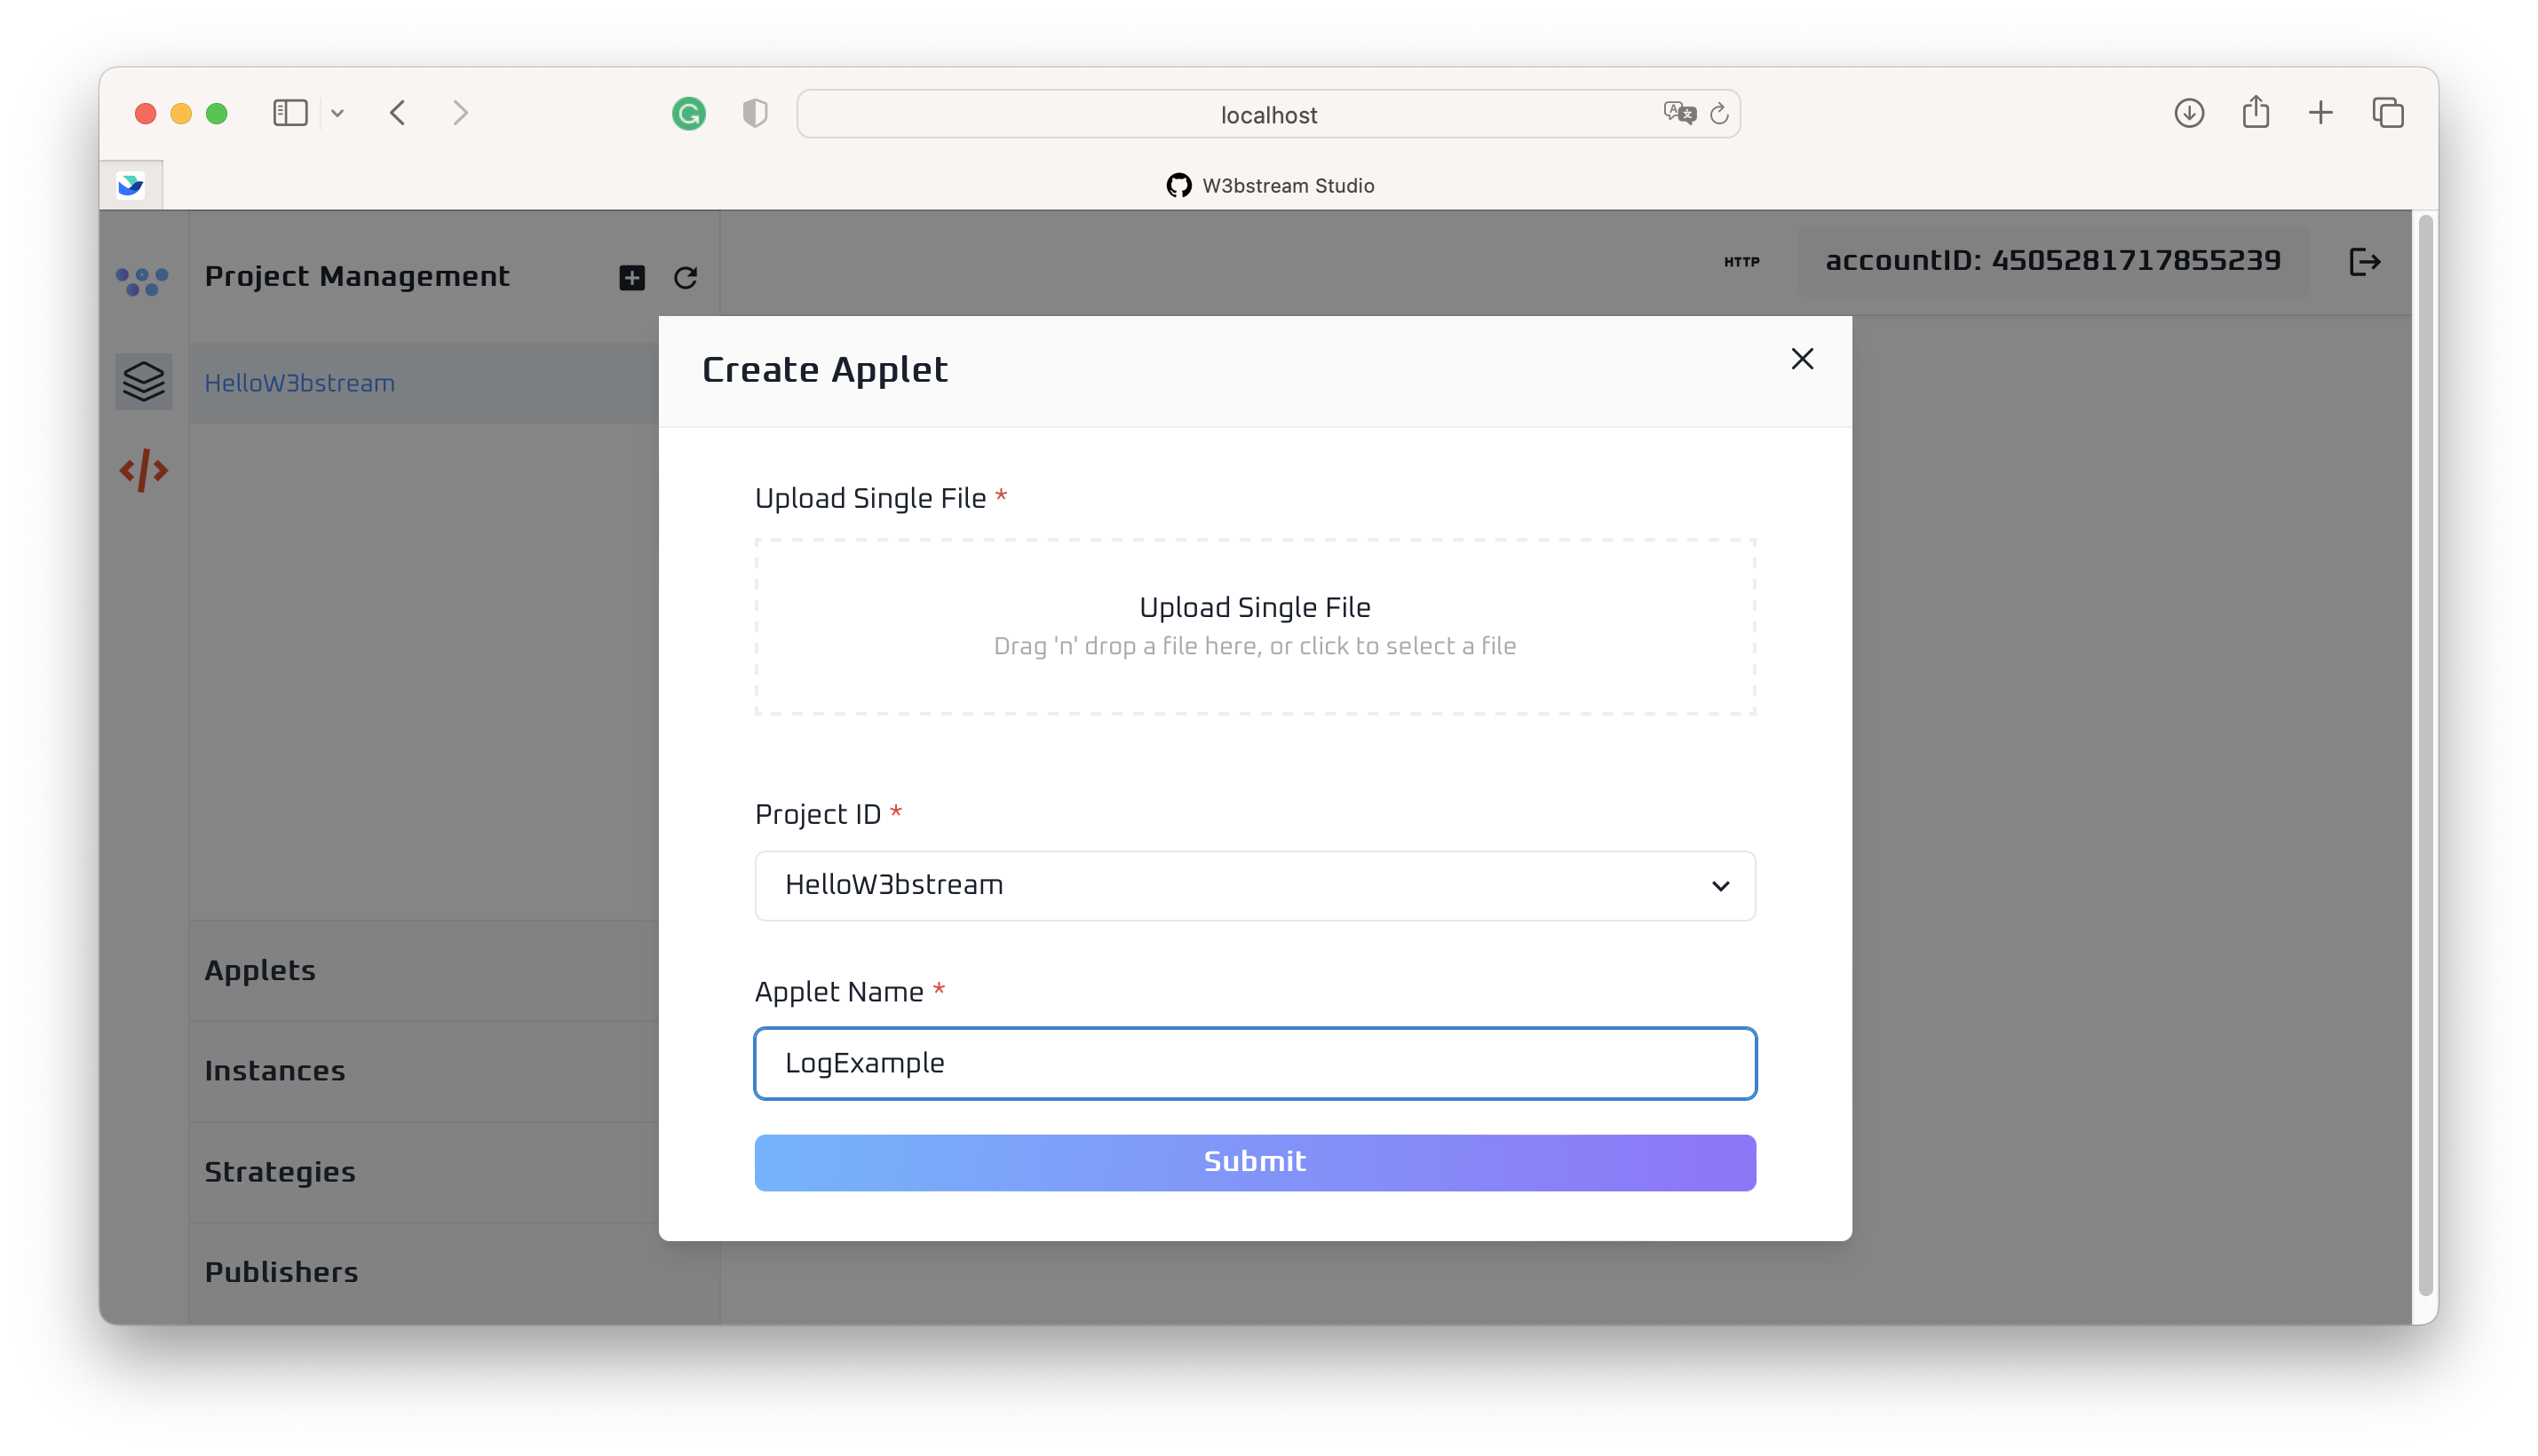 localhost
W3bstream Studio
Project Management
HTTP
accountID: 4505281717855239
HelloW3bstream
Create Applet
Upload Single File *
Upload Single File
Drag 'n' drop a file here, or click to select a file
Project ID *
HelloW3bstream
Applet Name *
LogExample
Submit
Applets
Instances
Strategies
Publishers